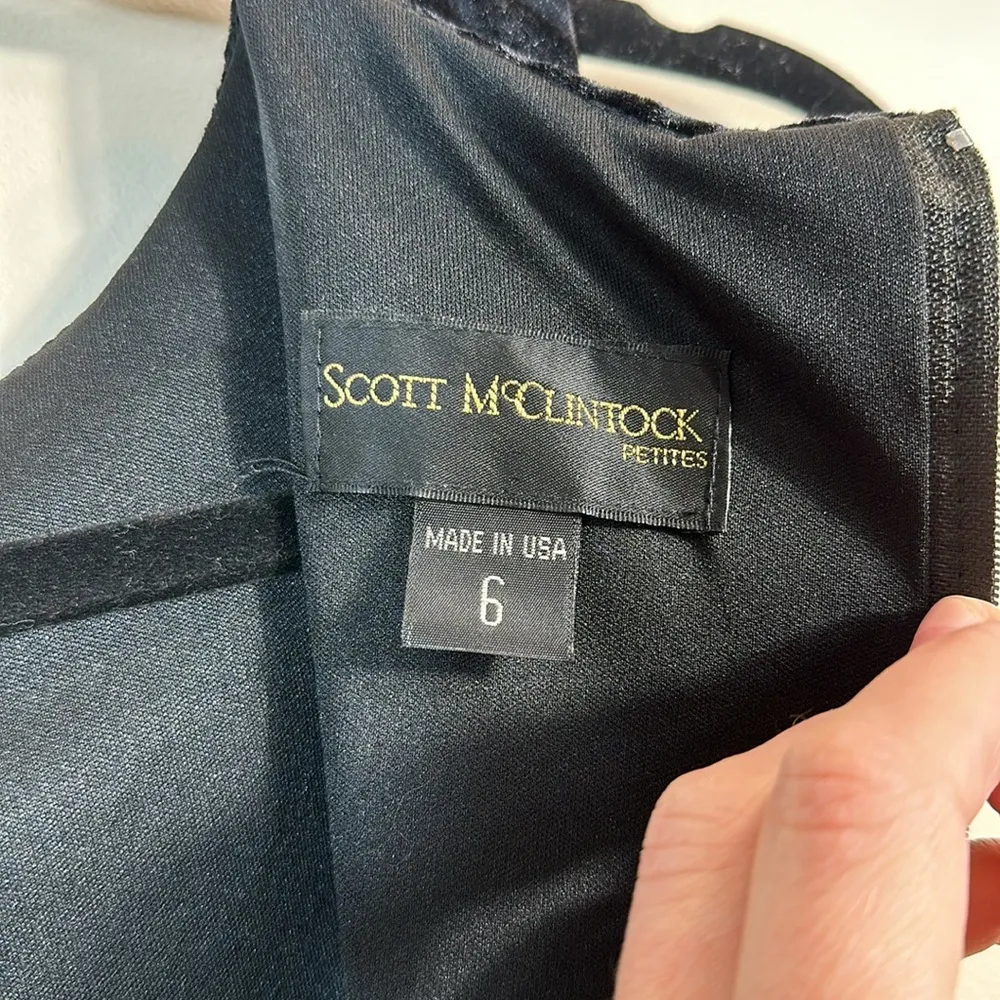 SCOTT McCLINTOCK
PETITES
MADE IN USA
6